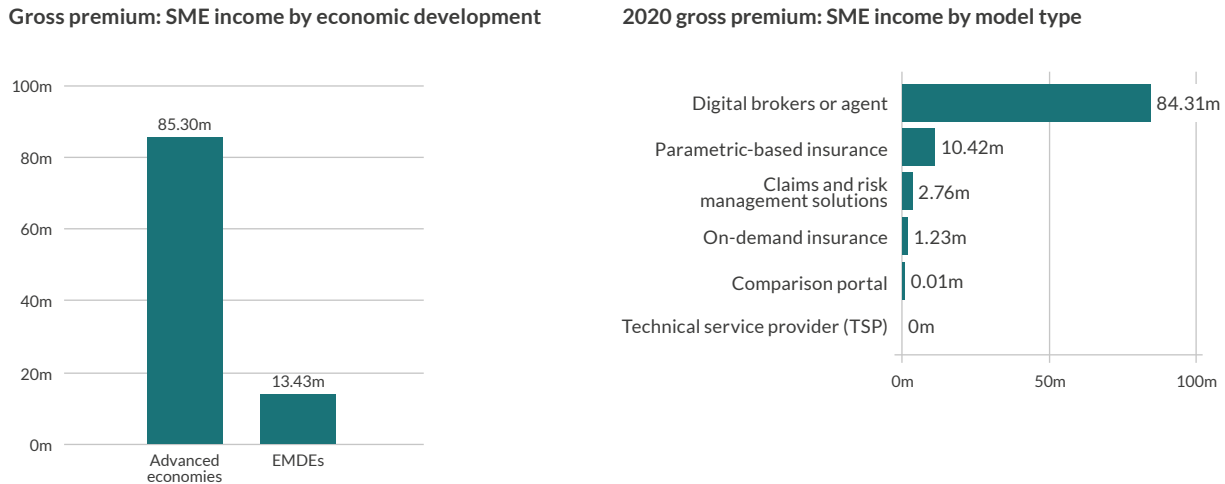 Gross premium: SME income by economic development
100m
80m
60m
40m
20m
0m
85.30m
13.43m
Advanced
economies
EMDEs
2020 gross premium: SME income by model type
Digital brokers or agent
84.31m
Parametric-based insurance
10.42m
Claims and risk
management solutions
2.76m
On-demand insurance
1.23m
Comparison portal
0.01m
Technical service provider (TSP)
0m
0m
50m
100m